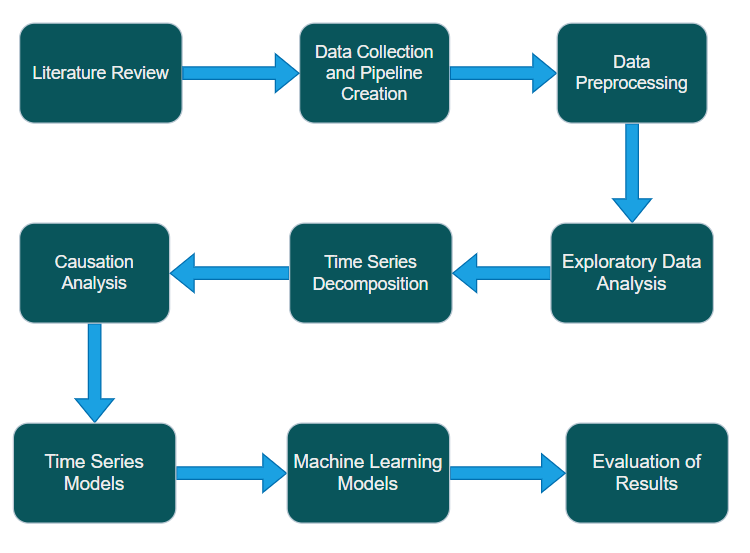 Literature Review
Data Collection
and Pipeline
Creation
Data
Preprocessing
Causation
Analysis
Time Series
Decomposition
Exploratory Data
Analysis
Time Series
Models
Machine Learning
Models
Evaluation of
Results